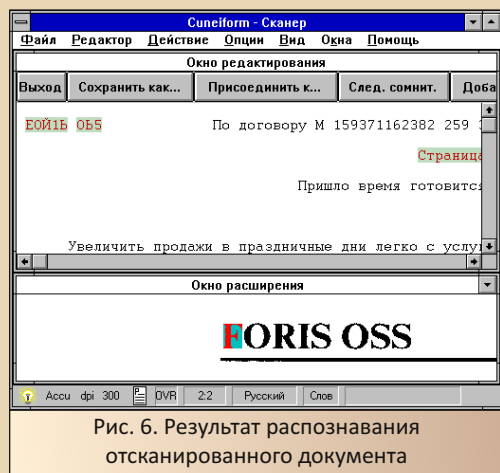 Cuneiform - Сканер
Файл Редактор Действие Опции Вид Окна Помощь
Окно редактирования
Выход Сохранить как... Присоединить к... След. сомнит. Доба
ЕОЙ1Ь ОЬ5 По договору М 159371162382 259
Страница
Пришло время готовится
Увеличить продажи в праздничные дни легко с услу
Окно расширения
FORIS OSS
Accu dpi 300 OVR 2:2 Русский Слов
Рис. 6. Результат распознавания
отсканированного документа